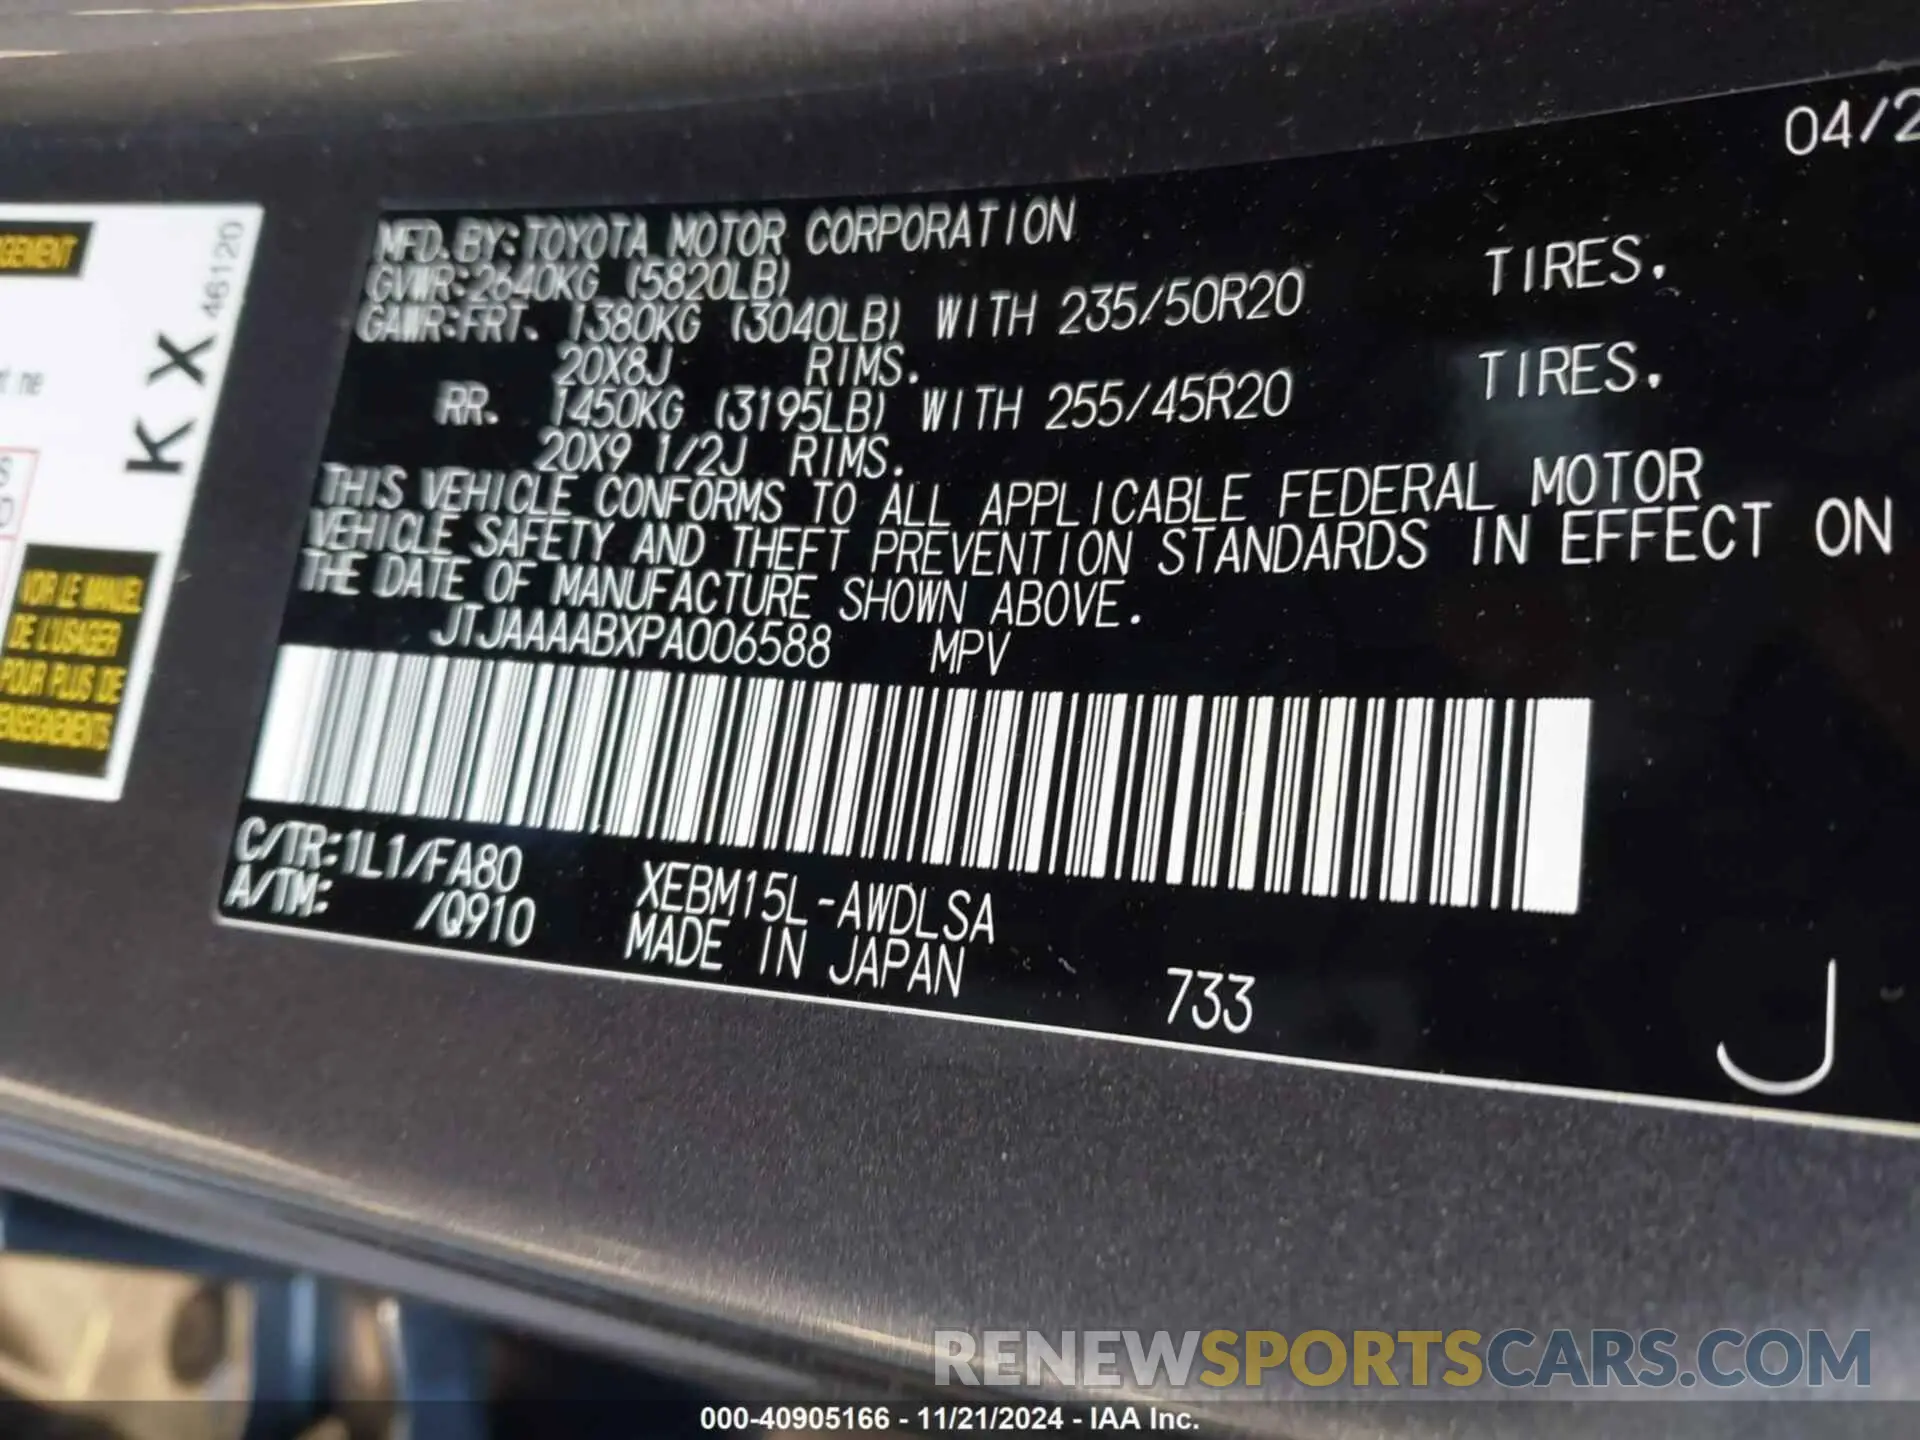 04/2
MFD.BY:TOYOTA MOTOR CORPORATION
GVWR:2640KG (5820LB)
GAWR:FRT. 1380KG (3040LB) WITH 235/50R20 TIRES.
20X8J RIMS.
RR. 1450KG (3195LB) WITH 255/45R20 TIRES.
20X9 1/2J RIMS.
THIS VEHICLE CONFORMS TO ALL APPLICABLE FEDERAL MOTOR
VEHICLE SAFETY AND THEFT PREVENTION STANDARDS IN EFFECT ON
THE DATE OF MANUFACTURE SHOWN ABOVE.
JTJAAAABXPA006588 MPV
C/TR:1L1/FA80
A/TM: /Q910
XEBM15L-AWDLSA
MADE IN JAPAN
733
J
GEMENT
46120
KX
nt ne
S
D
VOIR LE MANUEL
DE L'USAGER
POUR PLUS DE
ENSEIGNEMENTS
RENEWSPORTSCARS.COM
000-40905166 - 11/21/2024 - IAA Inc.